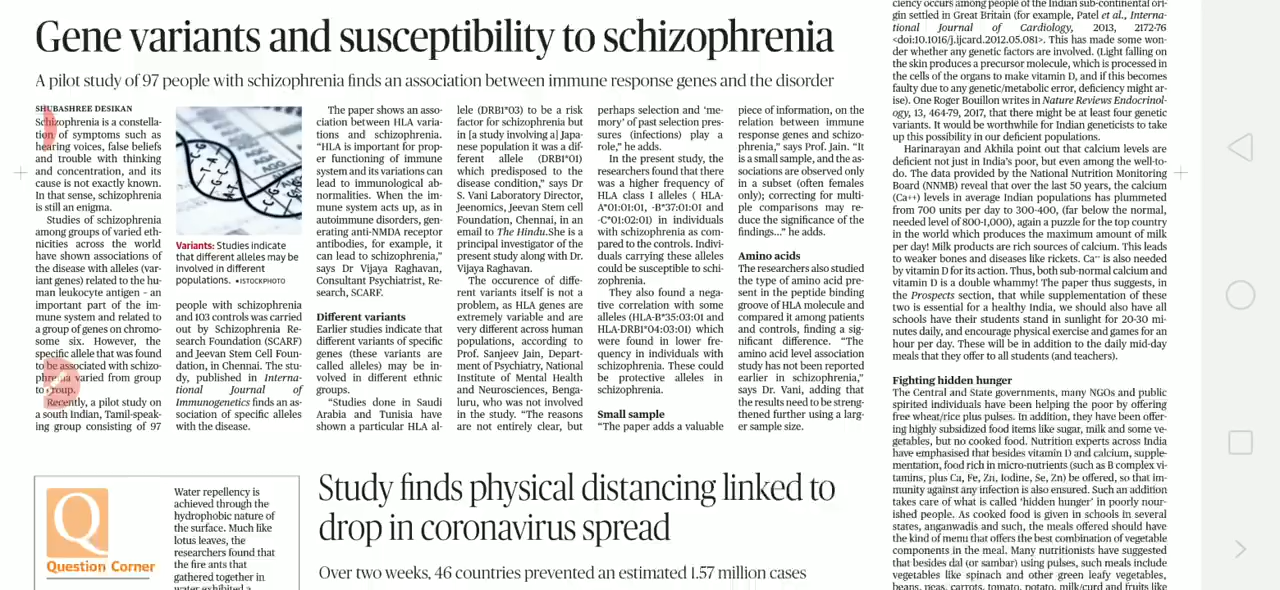 Gene variants and susceptibility to schizophrenia
A pilot study of 97 people with schizophrenia finds an association between immune response genes and the disorder
SHUBASHREE DESIKAN
Schizophrenia is a constella-
tion of symptoms such as
hearing voices, false beliefs
and trouble with thinking
and concentration, and its
cause is not exactly known.
In that sense, schizophrenia
is still an enigma.
Studies of schizophrenia
among groups of varied eth-
nicities across the world
have shown associations of
the disease with alleles (var-
iant genes) related to the hu-
man leukocyte antigen – an
important part of the im-
mune system and related to
a group of genes on chromo-
some six. However, the
specific allele that was found
to be associated with schizo-
phrenia varied from group
to group.
Recently, a pilot study on
a south Indian, Tamil-speak-
ing group consisting of 97
Variants: Studies indicate
that different alleles may be
involved in different
populations. •ISTOCKPHOTO
people with schizophrenia
and 103 controls was carried
out by Schizophrenia Re-
search Foundation (SCARF)
and Jeevan Stem Cell Foun-
dation, in Chennai. The stu-
dy, published in Interna-
tional Journal of
Immunogenetics finds an as-
sociation of specific alleles
with the disease.
The paper shows an asso-
ciation between HLA varia-
tions and schizophrenia.
“HLA is important for prop-
er functioning of immune
system and its variations can
lead to immunological ab-
normalities. When the im-
mune system acts up, as in
autoimmune disorders, gen-
erating anti-NMDA receptor
antibodies, for example, it
can lead to schizophrenia,”
says Dr Vijaya Raghavan,
Consultant Psychiatrist, Re-
search, SCARF.
Different variants
Earlier studies indicate that
different variants of specific
genes (these variants are
called alleles) may be in-
volved in different ethnic
groups.
“Studies done in Saudi
Arabia and Tunisia have
shown a particular HLA al-
lele (DRB1*03) to be a risk
factor for schizophrenia but
in [a study involving a] Japa-
nese population it was a dif-
ferent allele (DRB1*01)
which predisposed to the
disease condition,” says Dr
S. Vani Laboratory Director,
Jeenomics, Jeevan Stem cell
Foundation, Chennai, in an
email to The Hindu.She is a
principal investigator of the
present study along with Dr.
Vijaya Raghavan.
The occurence of diffe-
rent variants itself is not a
problem, as HLA genes are
extremely variable and are
very different across human
populations, according to
Prof. Sanjeev Jain, Depart-
ment of Psychiatry, National
Institute of Mental Health
and Neurosciences, Benga-
luru, who was not involved
in the study. “The reasons
are not entirely clear, but
perhaps selection and ‘me-
mory’ of past selection pres-
sures (infections) play a
role,” he adds.
In the present study, the
researchers found that there
was a higher frequency of
HLA class I alleles ( HLA-
A*01:01:01, -B*37:01:01 and
-C*01:02:01) in individuals
with schizophrenia as com-
pared to the controls. Indivi-
duals carrying these alleles
could be susceptible to schi-
zophrenia.
They also found a nega-
tive correlation with some
alleles (HLA-B*35:03:01 and
HLA-DRB1*04:03:01) which
were found in lower fre-
quency in individuals with
schizophrenia. These could
be protective alleles in
schizophrenia.
Small sample
“The paper adds a valuable
piece of information, on the
relation between immune
response genes and schizo-
phrenia,” says Prof. Jain. “It
is a small sample, and the as-
sociations are observed only
in a subset (often females
only); correcting for multi-
ple comparisons may re-
duce the significance of the
findings...” he adds.
Amino acids
The researchers also studied
the type of amino acid pre-
sent in the peptide binding
groove of HLA molecule and
compared it among patients
and controls, finding a sig-
nificant difference. “The
amino acid level association
study has not been reported
earlier in schizophrenia,”
says Dr. Vani, adding that
the results need to be streng-
thened further using a larg-
er sample size.
ciency occurs among people of the Indian sub-continental ori-
gin settled in Great Britain (for example, Patel et al., Interna-
tional Journal of Cardiology, 2013, 2172-76
<doi:10.1016/j.ijcard.2012.05.081>. This has made some won-
der whether any genetic factors are involved. (Light falling on
the skin produces a precursor molecule, which is processed in
the cells of the organs to make vitamin D, and if this becomes
faulty due to any genetic/metabolic error, deficiency might ar-
ise). One Roger Bouillon writes in Nature Reviews Endocrinol-
ogy, 13, 464-79, 2017, that there might be at least four genetic
variants. It would be worthwhile for Indian geneticists to take
up this possibility in our deficient populations.
Harinarayan and Akhila point out that calcium levels are
deficient not just in India’s poor, but even among the well-to-
do. The data provided by the National Nutrition Monitoring
Board (NNMB) reveal that over the last 50 years, the calcium
(Ca++) levels in average Indian populations has plummeted
from 700 units per day to 300-400, (far below the normal,
needed level of 800-1,000), again a puzzle for the top country
in the world which produces the maximum amount of milk
per day! Milk products are rich sources of calcium. This leads
to weaker bones and diseases like rickets. Ca++ is also needed
by vitamin D for its action. Thus, both sub-normal calcium and
vitamin D is a double whammy! The paper thus suggests, in
the Prospects section, that while supplementation of these
two is essential for a healthy India, we should also have all
schools have their students stand in sunlight for 20-30 min-
utes daily, and encourage physical exercise and games for an
hour per day. These will be in addition to the daily mid-day
meals that they offer to all students (and teachers).
Fighting hidden hunger
The Central and State governments, many NGOs and public
spirited individuals have been helping the poor by offering
free wheat/rice plus pulses. In addition, they have been offer-
ing highly subsidized food items like sugar, milk and some ve-
getables, but no cooked food. Nutrition experts across India
have emphasised that besides vitamin D and calcium, supple-
mentation, food rich in micro-nutrients (such as B complex vi-
tamins, plus Ca, Fe, Zn, Iodine, Se, Zn) be offered, so that im-
munity against any infection is also ensured. Such an addition
takes care of what is called ‘hidden hunger’ in poorly nour-
ished people. As cooked food is given in schools in several
states, anganwadis and such, the meals offered should have
the kind of menu that offers the best combination of vegetable
components in the meal. Many nutritionists have suggested
that besides dal (or sambar) using pulses, such meals include
vegetables like spinach and other green leafy vegetables,
beans, peas, carrots, tomato, potato, milk/curd and fruits like
Q
Question Corner
Water repellency is
achieved through the
hydrophobic nature of
the surface. Much like
lotus leaves, the
researchers found that
the fire ants that
gathered together in
water exhibited a
Study finds physical distancing linked to
drop in coronavirus spread
Over two weeks, 46 countries prevented an estimated 1.57 million cases